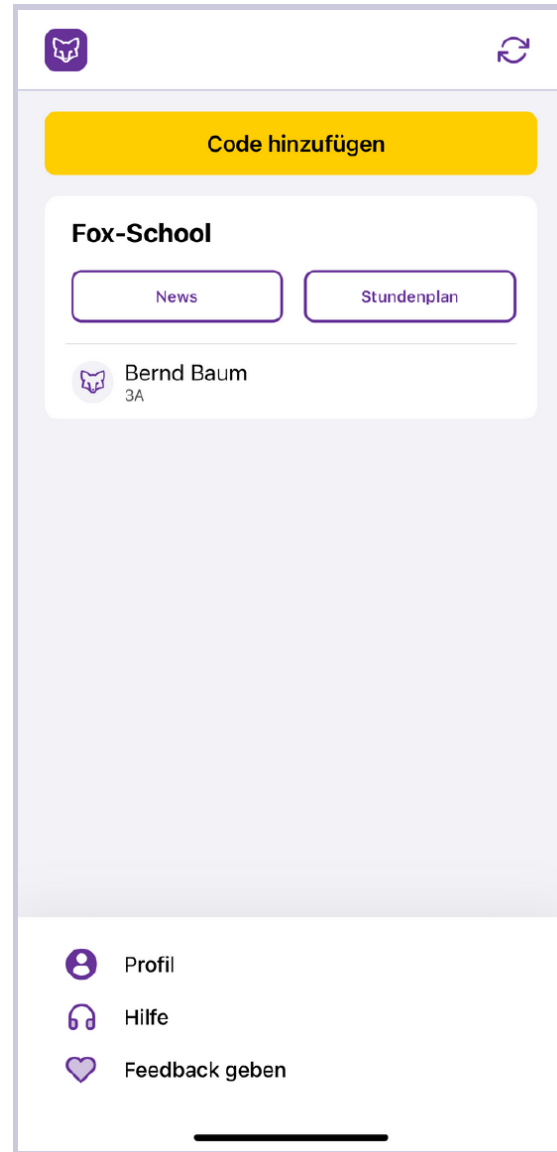 Code hinzufügen
Fox-School
News
Stundenplan
Bernd Baum
3A
Profil
Hilfe
Feedback geben